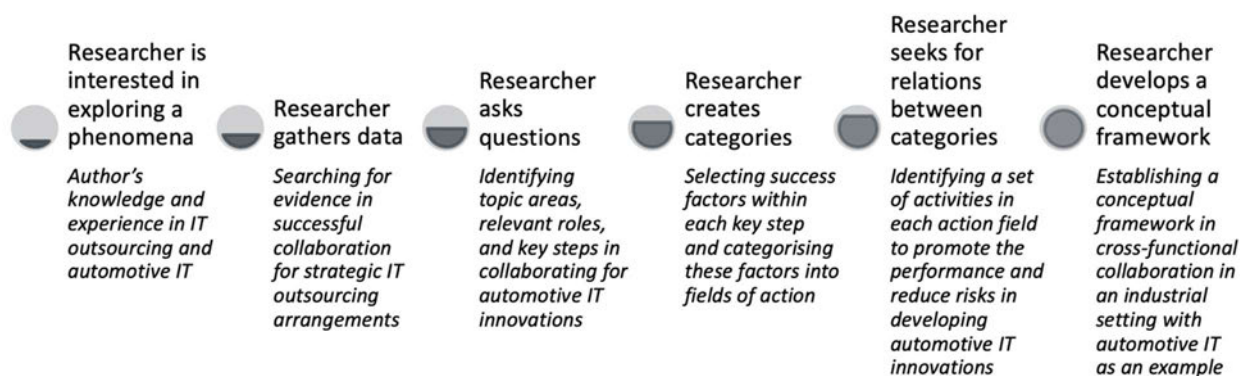 Researcher is
interested in
exploring a
phenomena
Author's
knowledge and
experience in IT
outsourcing and
automotive IT
Researcher
gathers data
Searching for
evidence in
successful
collaboration
for strategic IT
outsourcing
arrangements
Researcher
asks
questions
Identifying
topic areas,
relevant roles,
and key steps in
collaborating for
automotive IT
innovations
Researcher
creates
categories
Selecting success
factors within
each key step
and categorising
these factors into
fields of action
Researcher
seeks for
relations
between
categories
Identifying a set
of activities in
each action field
to promote the
performance and
reduce risks in
developing
automotive IT
innovations
Researcher
develops a
conceptual
framework
Establishing a
conceptual
framework in
cross-functional
collaboration in
an industrial
setting with
automotive IT
as an example